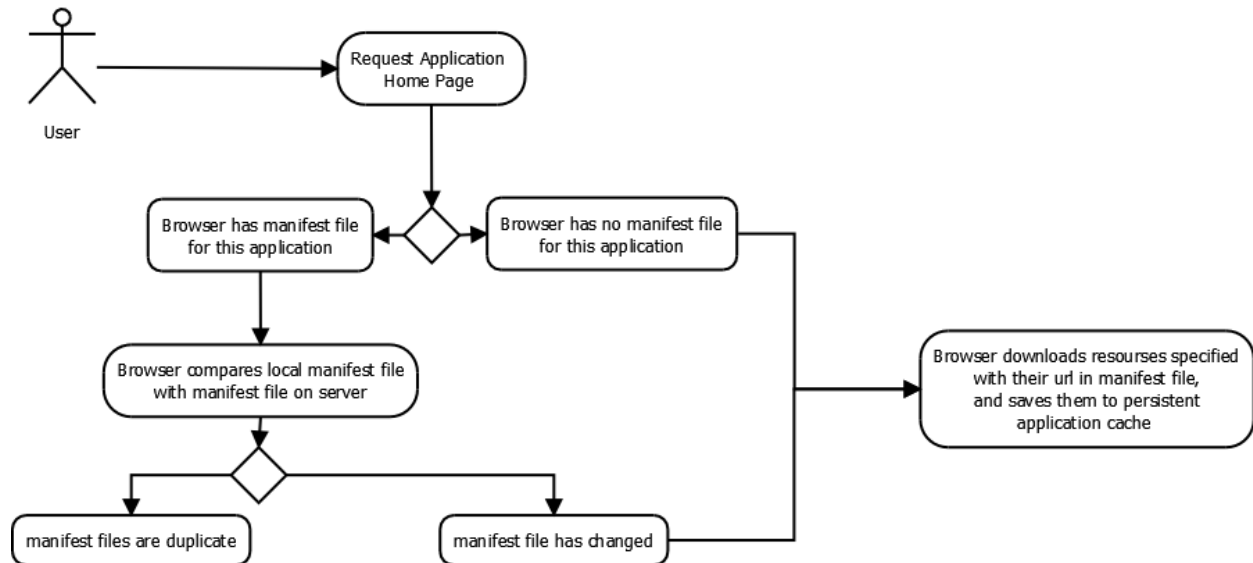 Request Application
Home Page
User
Browser has manifest file
for this application
Browser has no manifest file
for this application
Browser compares local manifest file
with manifest file on server
Browser downloads resourses specified
with their url in manifest file,
and saves them to persistent
application cache
manifest files are duplicate
manifest file has changed